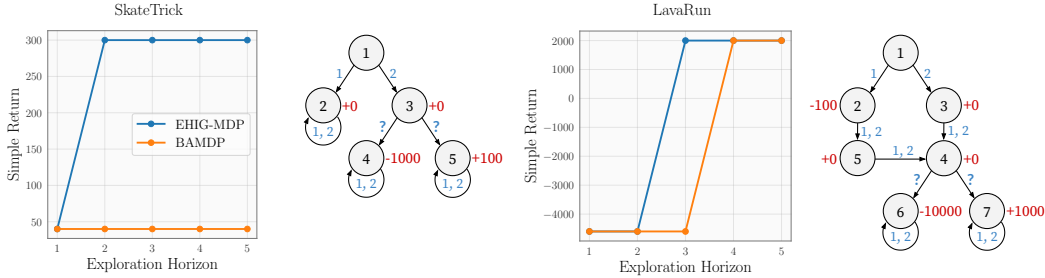 SkateTrick
Simple Return
300
250
200
150
100
50
EHIG-MDP
BAMDP
1 2 3 4 5
Exploration Horizon
1
1 2
2 +0 3 +0
1, 2 ? ?
4 -1000 5 +100
1, 2 1, 2
LavaRun
Simple Return
2000
1000
0
−1000
−2000
−3000
−4000
1 2 3 4 5
Exploration Horizon
1
1 2
-100 2 3 +0
1, 2 1, 2
+0 5 1, 2 4 +0
? ?
6 -10000 7 +1000
1, 2 1, 2